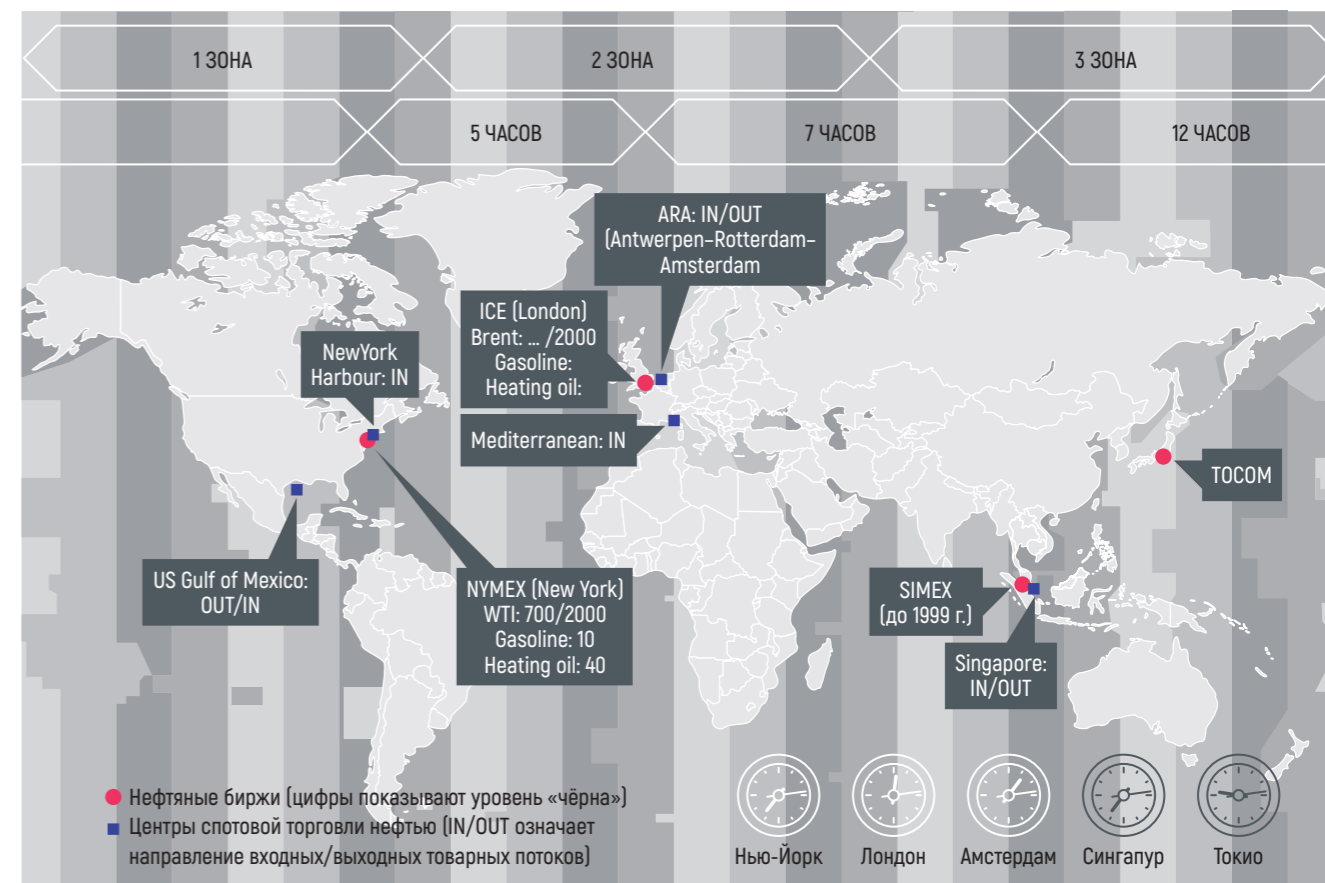 1 ЗОНА
2 ЗОНА
3 ЗОНА
5 ЧАСОВ
7 ЧАСОВ
12 ЧАСОВ
ARA: IN/OUT
(Antwerpen–Rotterdam–
Amsterdam
ICE (London)
Brent: ... /2000
Gasoline:
Heating oil:
NewYork
Harbour: IN
Mediterranean: IN
TOCOM
US Gulf of Mexico:
OUT/IN
NYMEX (New York)
WTI: 700/2000
Gasoline: 10
Heating oil: 40
SIMEX
(до 1999 г.)
Singapore:
IN/OUT
Нефтяные биржи (цифры показывают уровень «чёрна»)
Центры спотовой торговли нефтью (IN/OUT означает
направление входных/выходных товарных потоков)
Нью-Йорк
Лондон
Амстердам
Сингапур
Токио